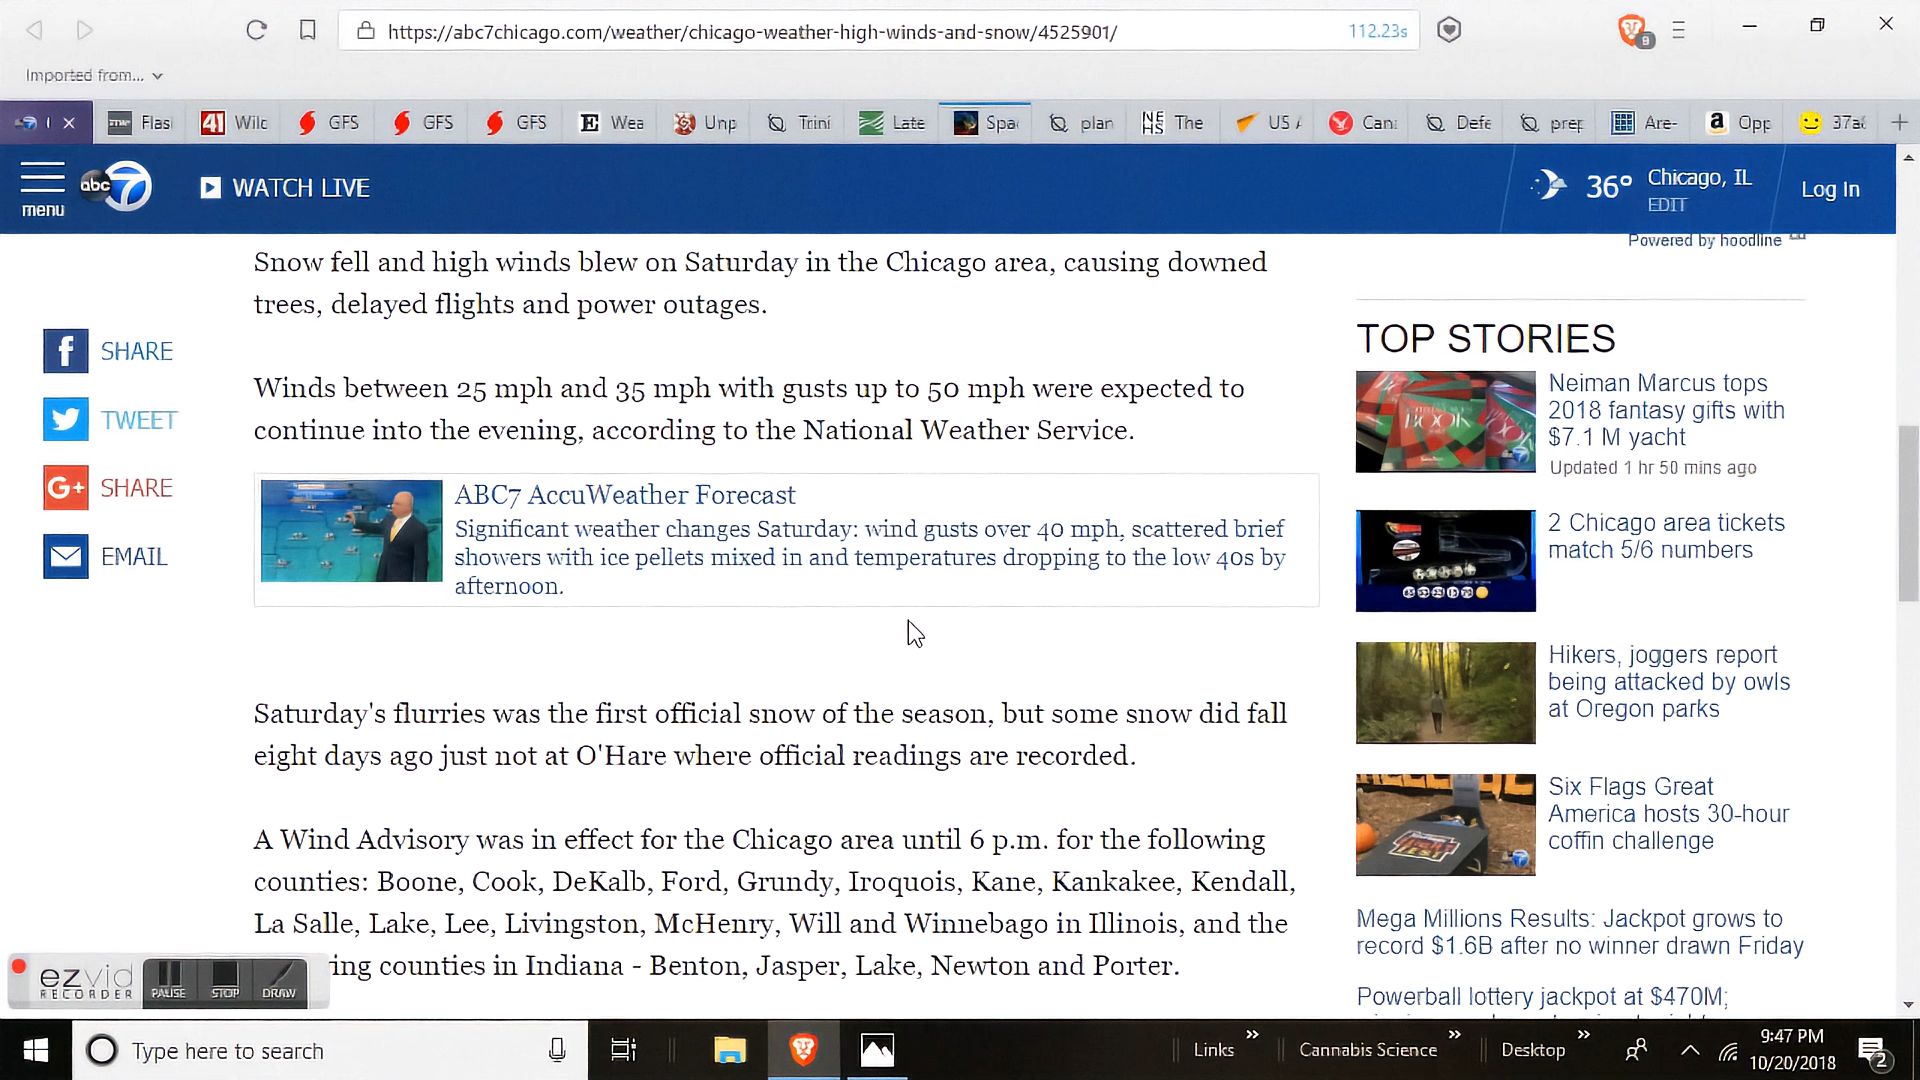 https://abc7chicago.com/weather/chicago-weather-high-winds-and-snow/4525901/
112.23s
9
Imported from...
Flasl
41
Wilc
GFS
GFS
GFS
E
Wea
Unp
Trini
Late
Spac
plan
NE
HS
The
US A
Can
Defe
prep
Are-
a
Opp
37a
menu
abc 7
WATCH LIVE
36°
Chicago, IL
EDIT
Log In
Powered by hoodline
Snow fell and high winds blew on Saturday in the Chicago area, causing downed
trees, delayed flights and power outages.
SHARE
TWEET
G+ SHARE
EMAIL
Winds between 25 mph and 35 mph with gusts up to 50 mph were expected to
continue into the evening, according to the National Weather Service.
ABC7 AccuWeather Forecast
Significant weather changes Saturday: wind gusts over 40 mph, scattered brief
showers with ice pellets mixed in and temperatures dropping to the low 40s by
afternoon.
Saturday's flurries was the first official snow of the season, but some snow did fall
eight days ago just not at O'Hare where official readings are recorded.
A Wind Advisory was in effect for the Chicago area until 6 p.m. for the following
counties: Boone, Cook, DeKalb, Ford, Grundy, Iroquois, Kane, Kankakee, Kendall,
La Salle, Lake, Lee, Livingston, McHenry, Will and Winnebago in Illinois, and the
ing counties in Indiana - Benton, Jasper, Lake, Newton and Porter.
TOP STORIES
BOOK
Neiman Marcus tops
2018 fantasy gifts with
$7.1 M yacht
Updated 1 hr 50 mins ago
2 Chicago area tickets
match 5/6 numbers
Hikers, joggers report
being attacked by owls
at Oregon parks
Six Flags Great
America hosts 30-hour
coffin challenge
Mega Millions Results: Jackpot grows to
record $1.6B after no winner drawn Friday
Powerball lottery jackpot at $470M;
ezvid
RECORDER
PAUSE
STOP
DRAW
Type here to search
Links
Cannabis Science
Desktop
9:47 PM
10/20/2018
2